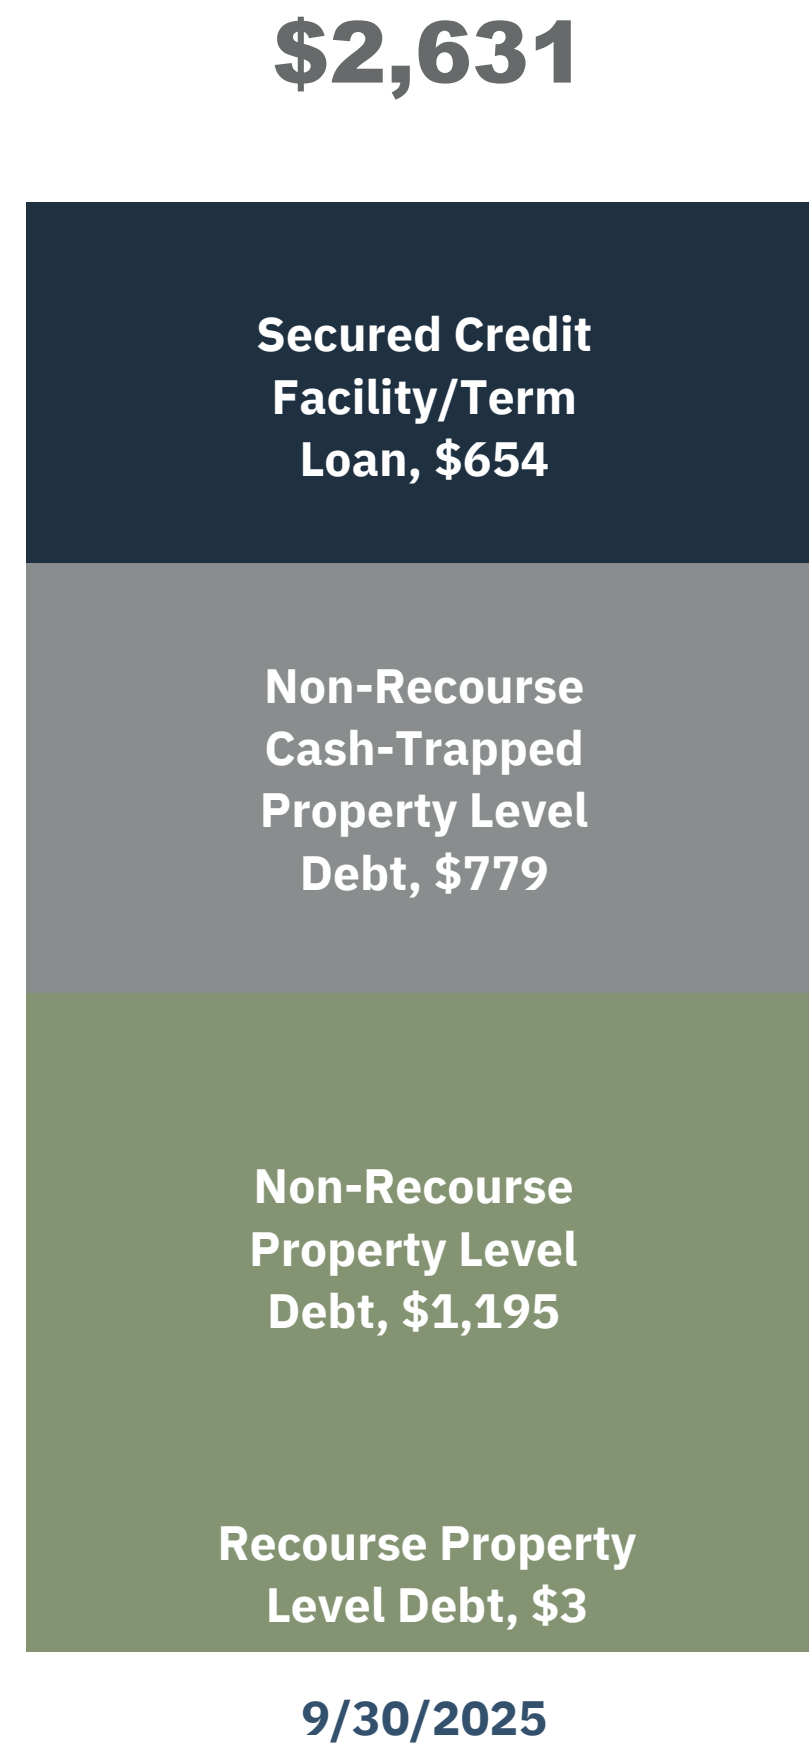 $2,631
Secured Credit
Facility/Term
Loan, $654
Non-Recourse
Cash-Trapped
Property Level
Debt, $779
Non-Recourse
Property Level
Debt, $1,195
Recourse Property
Level Debt, $3
9/30/2025